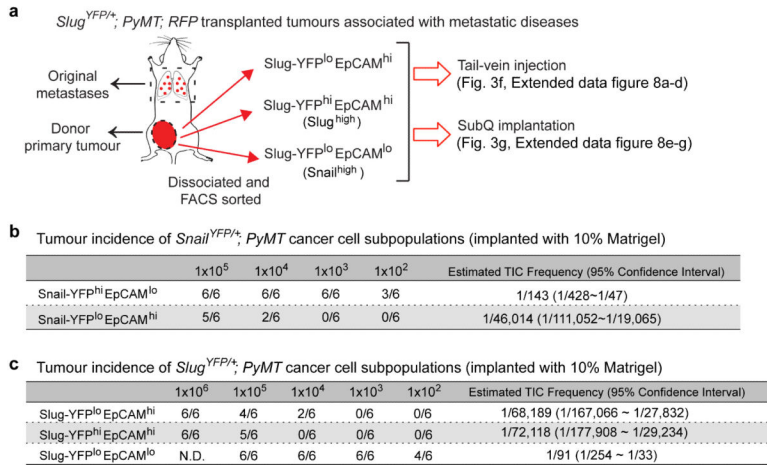 a
Slug^YFP/+; PyMT; RFP transplanted tumours associated with metastatic diseases
Original metastases
Donor primary tumour
Slug-YFP^lo EpCAM^hi
Slug-YFP^hi EpCAM^hi
(Slug^high)
Slug-YFP^lo EpCAM^lo
(Snail^high)
Dissociated and
FACS sorted
Tail-vein injection
(Fig. 3f, Extended data figure 8a-d)
SubQ implantation
(Fig. 3g, Extended data figure 8e-g)
b Tumour incidence of Snail^YFP/+; PyMT cancer cell subpopulations (implanted with 10% Matrigel)
1x10^5 1x10^4 1x10^3 1x10^2 Estimated TIC Frequency (95% Confidence Interval)
Snail-YFP^hi EpCAM^lo 6/6 6/6 6/6 3/6 1/143 (1/428~1/47)
Snail-YFP^lo EpCAM^hi 5/6 2/6 0/6 0/6 1/46,014 (1/111,052~1/19,065)
c Tumour incidence of Slug^YFP/+; PyMT cancer cell subpopulations (implanted with 10% Matrigel)
1x10^6 1x10^5 1x10^4 1x10^3 1x10^2 Estimated TIC Frequency (95% Confidence Interval)
Slug-YFP^lo EpCAM^hi 6/6 4/6 2/6 0/6 0/6 1/68,189 (1/167,066 ~ 1/27,832)
Slug-YFP^hi EpCAM^hi 6/6 5/6 0/6 0/6 0/6 1/72,118 (1/177,908 ~ 1/29,234)
Slug-YFP^lo EpCAM^lo N.D. 6/6 6/6 6/6 4/6 1/91 (1/254 ~ 1/33)